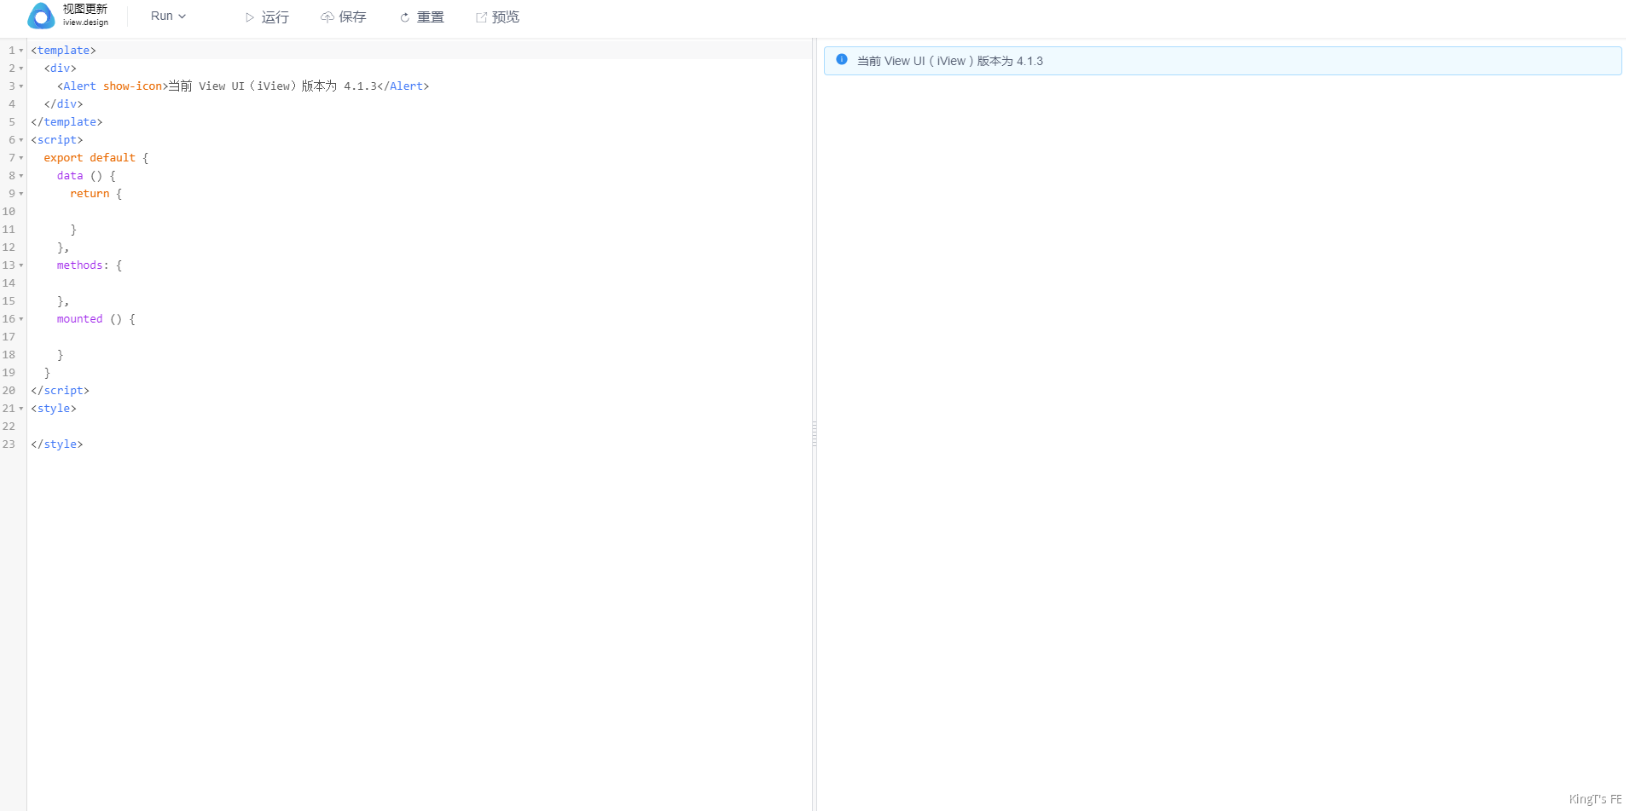 视图更新
iview.design
Run
运行
保存
重置
预览
1 <template>
2 <div>
3 <Alert show-icon>当前 View UI（iView）版本为 4.1.3</Alert>
4 </div>
5 </template>
6 <script>
7 export default {
8 data () {
9 return {
10
11 }
12 },
13 methods: {
14
15 },
16 mounted () {
17
18 }
19 }
20 </script>
21 <style>
22
23 </style>
当前 View UI（iView）版本为 4.1.3
KingT's FE